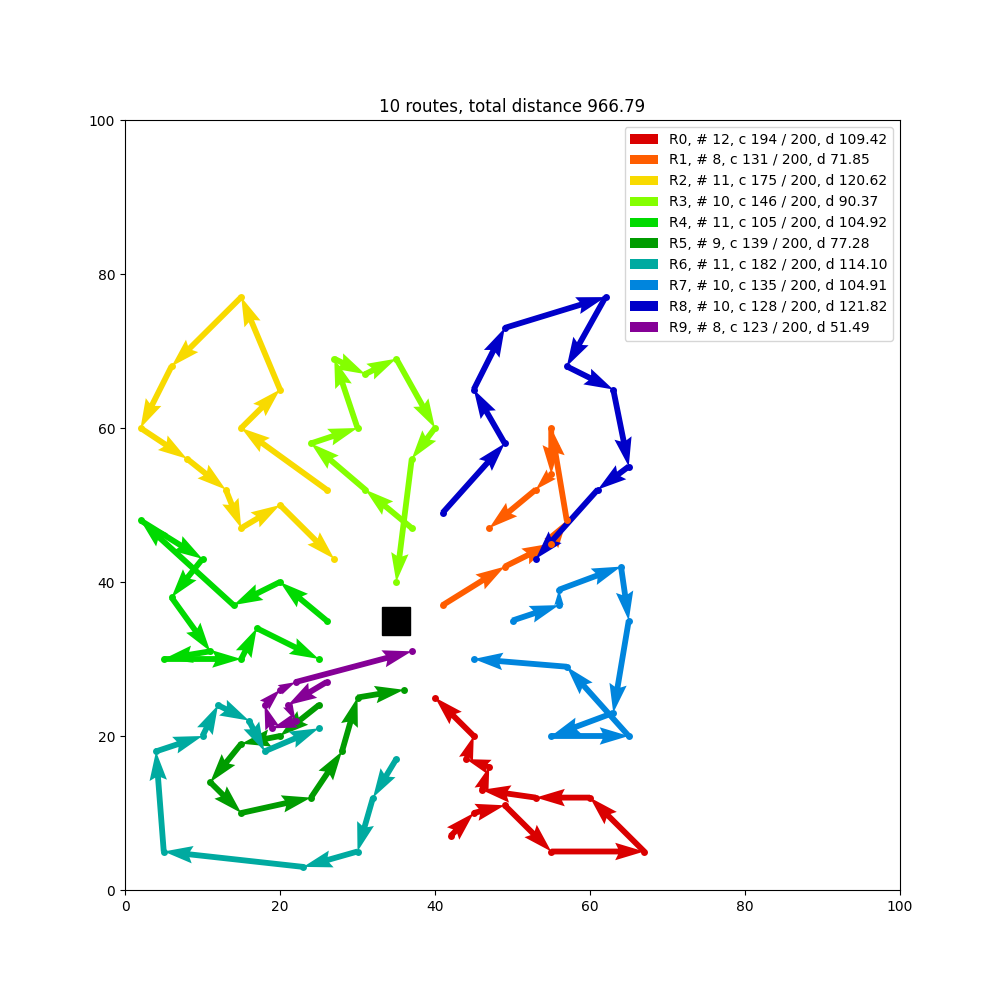 10 routes, total distance 966.79
100
80
60
40
20
0
0 20 40 60 80 100
R0, # 12, c 194 / 200, d 109.42
R1, # 8, c 131 / 200, d 71.85
R2, # 11, c 175 / 200, d 120.62
R3, # 10, c 146 / 200, d 90.37
R4, # 11, c 105 / 200, d 104.92
R5, # 9, c 139 / 200, d 77.28
R6, # 11, c 182 / 200, d 114.10
R7, # 10, c 135 / 200, d 104.91
R8, # 10, c 128 / 200, d 121.82
R9, # 8, c 123 / 200, d 51.49